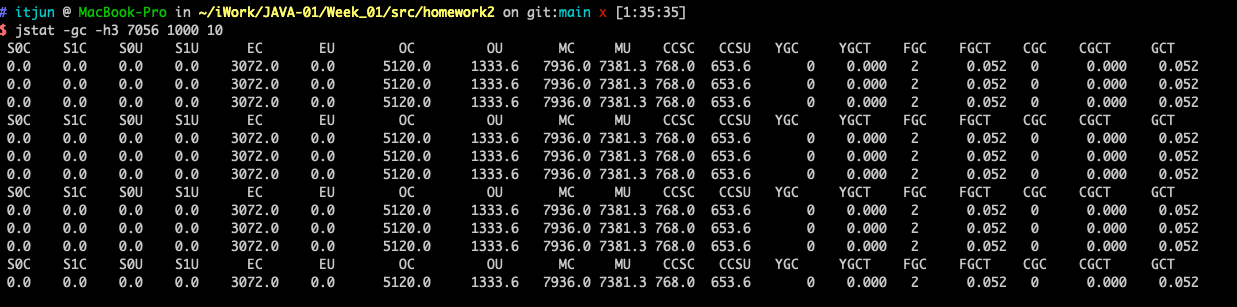 # itjun @ MacBook-Pro in ~/iWork/JAVA-01/Week_01/src/homework2 on git:main x [1:35:35]
$ jstat -gc -h3 7056 1000 10
S0C S1C S0U S1U EC EU OC OU MC MU CCSC CCSU YGC YGCT FGC FGCT CGC CGCT GCT
0.0 0.0 0.0 0.0 3072.0 0.0 5120.0 1333.6 7936.0 7381.3 768.0 653.6 0 0.000 2 0.052 0 0.000 0.052
0.0 0.0 0.0 0.0 3072.0 0.0 5120.0 1333.6 7936.0 7381.3 768.0 653.6 0 0.000 2 0.052 0 0.000 0.052
0.0 0.0 0.0 0.0 3072.0 0.0 5120.0 1333.6 7936.0 7381.3 768.0 653.6 0 0.000 2 0.052 0 0.000 0.052
S0C S1C S0U S1U EC EU OC OU MC MU CCSC CCSU YGC YGCT FGC FGCT CGC CGCT GCT
0.0 0.0 0.0 0.0 3072.0 0.0 5120.0 1333.6 7936.0 7381.3 768.0 653.6 0 0.000 2 0.052 0 0.000 0.052
0.0 0.0 0.0 0.0 3072.0 0.0 5120.0 1333.6 7936.0 7381.3 768.0 653.6 0 0.000 2 0.052 0 0.000 0.052
0.0 0.0 0.0 0.0 3072.0 0.0 5120.0 1333.6 7936.0 7381.3 768.0 653.6 0 0.000 2 0.052 0 0.000 0.052
S0C S1C S0U S1U EC EU OC OU MC MU CCSC CCSU YGC YGCT FGC FGCT CGC CGCT GCT
0.0 0.0 0.0 0.0 3072.0 0.0 5120.0 1333.6 7936.0 7381.3 768.0 653.6 0 0.000 2 0.052 0 0.000 0.052
0.0 0.0 0.0 0.0 3072.0 0.0 5120.0 1333.6 7936.0 7381.3 768.0 653.6 0 0.000 2 0.052 0 0.000 0.052
0.0 0.0 0.0 0.0 3072.0 0.0 5120.0 1333.6 7936.0 7381.3 768.0 653.6 0 0.000 2 0.052 0 0.000 0.052
S0C S1C S0U S1U EC EU OC OU MC MU CCSC CCSU YGC YGCT FGC FGCT CGC CGCT GCT
0.0 0.0 0.0 0.0 3072.0 0.0 5120.0 1333.6 7936.0 7381.3 768.0 653.6 0 0.000 2 0.052 0 0.000 0.052